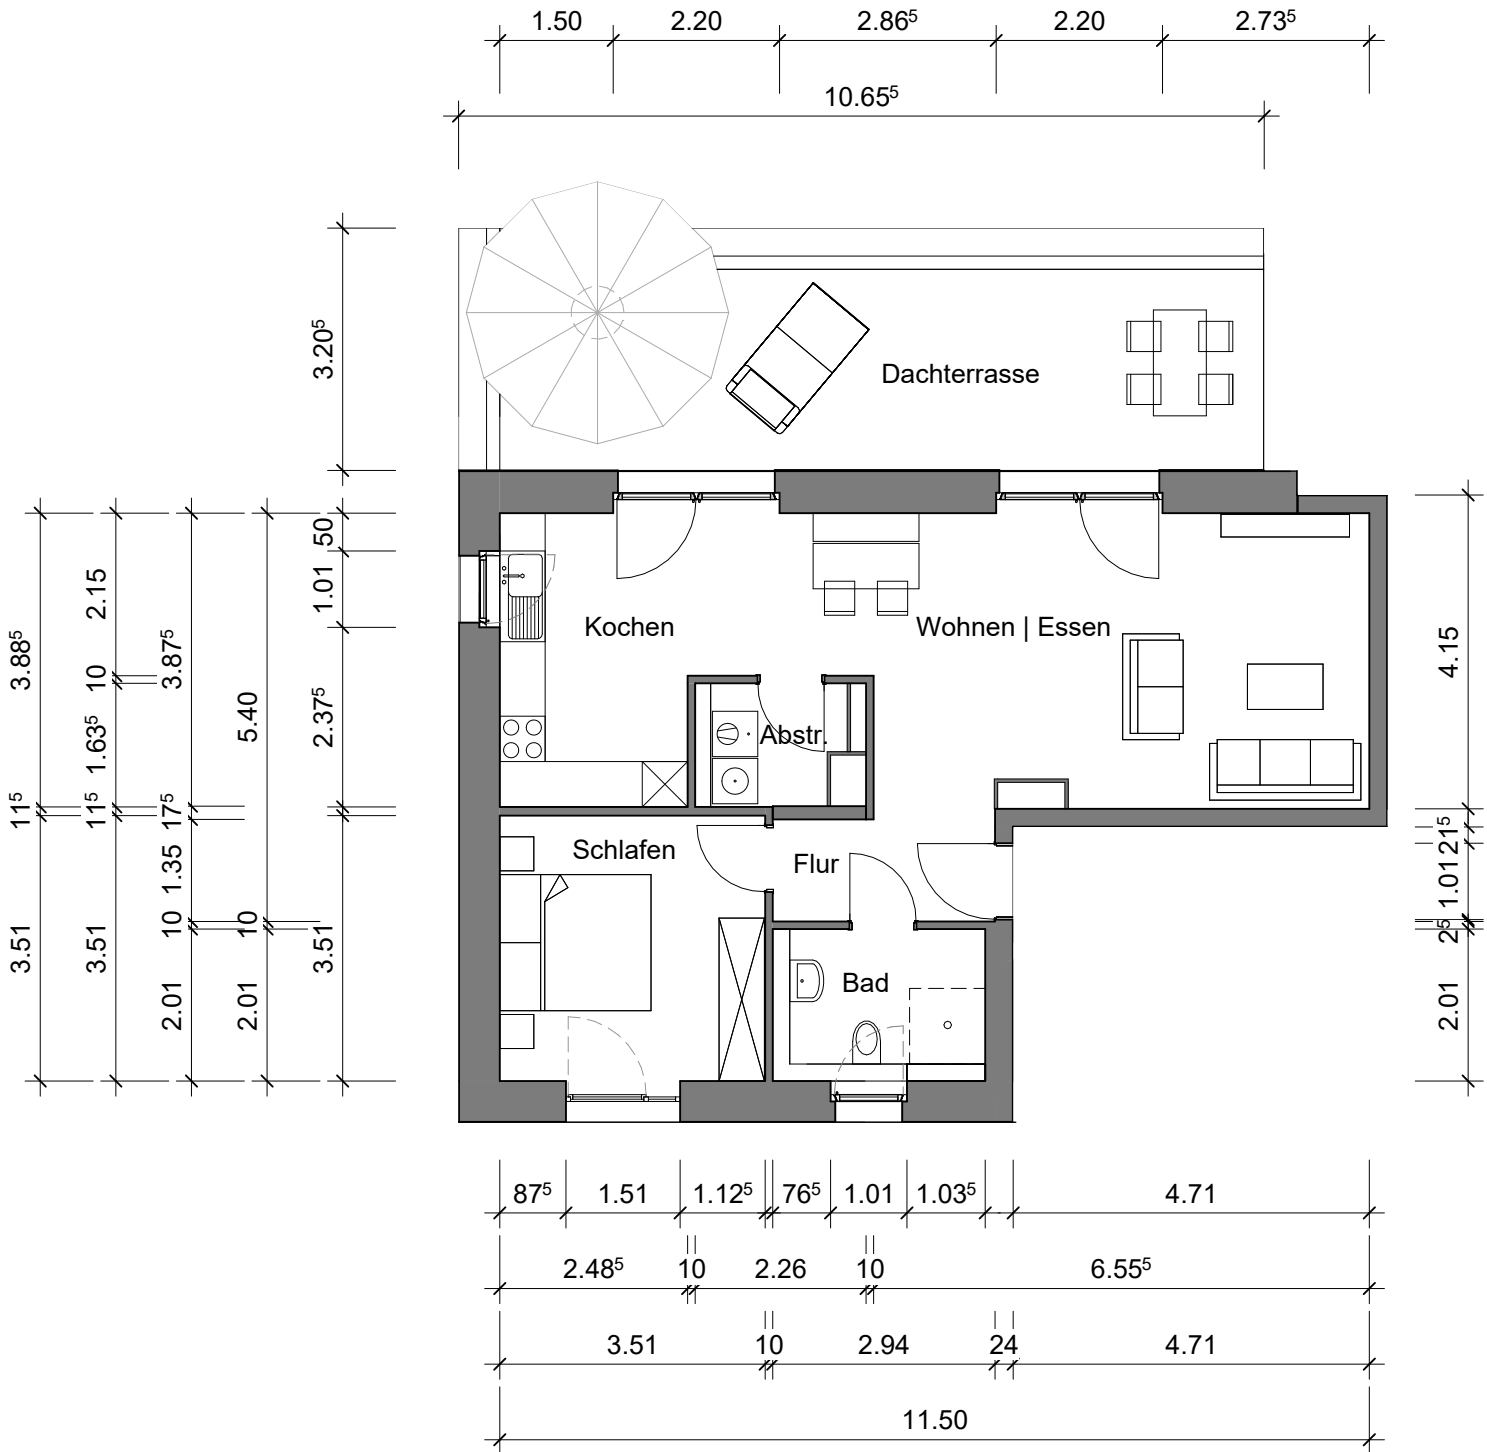 1.50 2.20 2.86⁵ 2.20 2.73⁵
10.65⁵
3.20⁵
Dachterrasse
50
1.01
2.37⁵
3.51
5.40
10
2.01
3.87⁵
17⁵
1.35
10
2.01
2.15
10
1.63⁵
11⁵
3.51
3.88⁵
11⁵
3.51
Kochen
Wohnen | Essen
Abstr.
Schlafen
Flur
Bad
4.15
21⁵
1.01
2⁵
2.01
87⁵ 1.51 1.12⁵ 76⁵ 1.01 1.03⁵ 4.71
2.48⁵ 10 2.26 10 6.55⁵
3.51 10 2.94 24 4.71
11.50